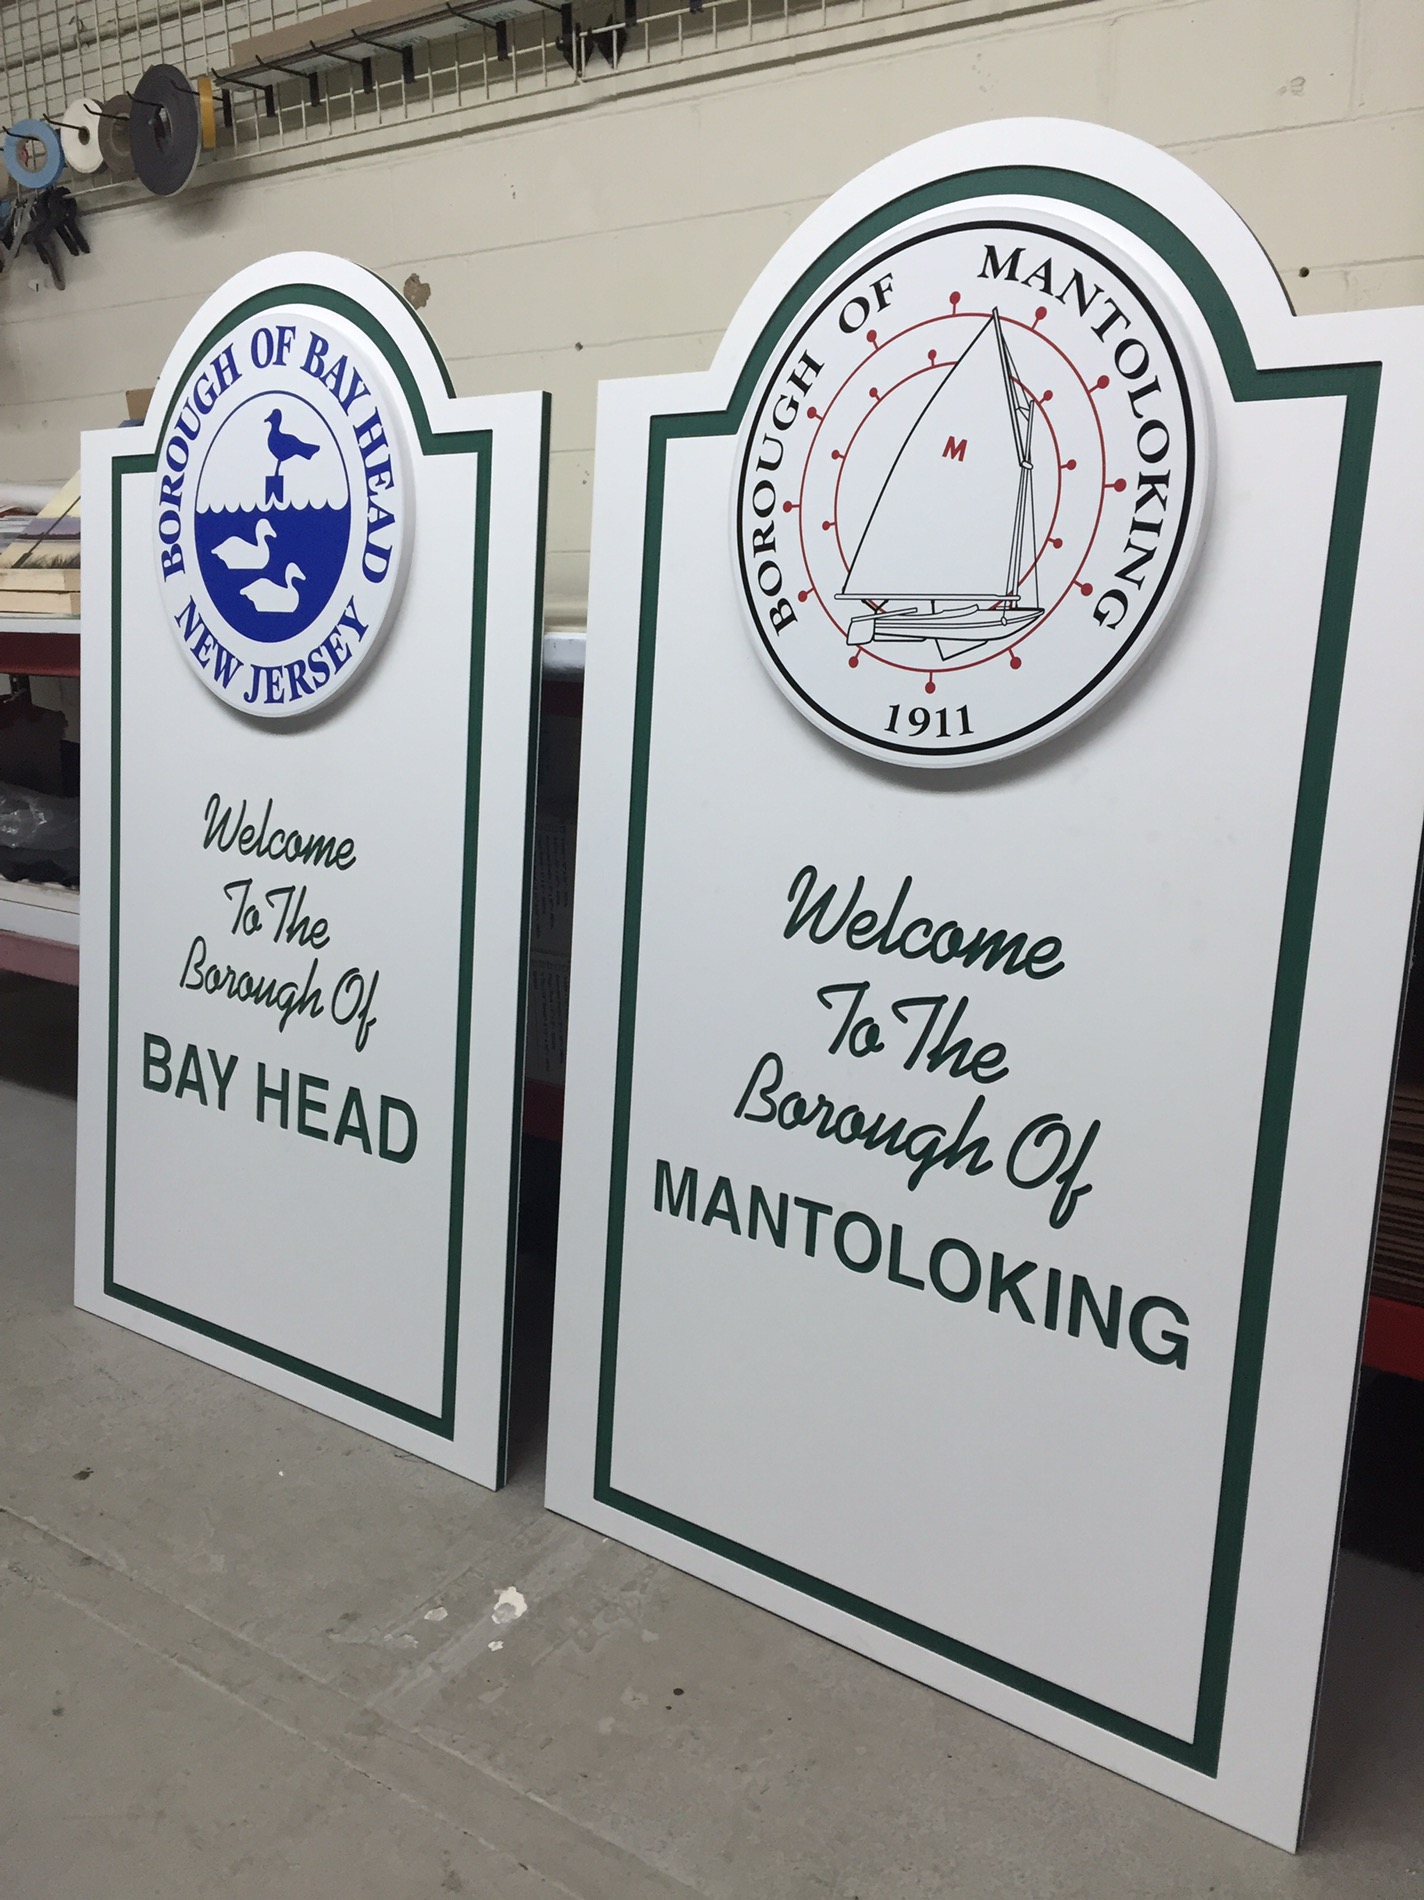 BOROUGH OF BAY HEAD
NEW JERSEY
Welcome
To The
Borough Of
BAY HEAD
BOROUGH OF MANTOLOKING
M
1911
Welcome
To The
Borough Of
MANTOLOKING